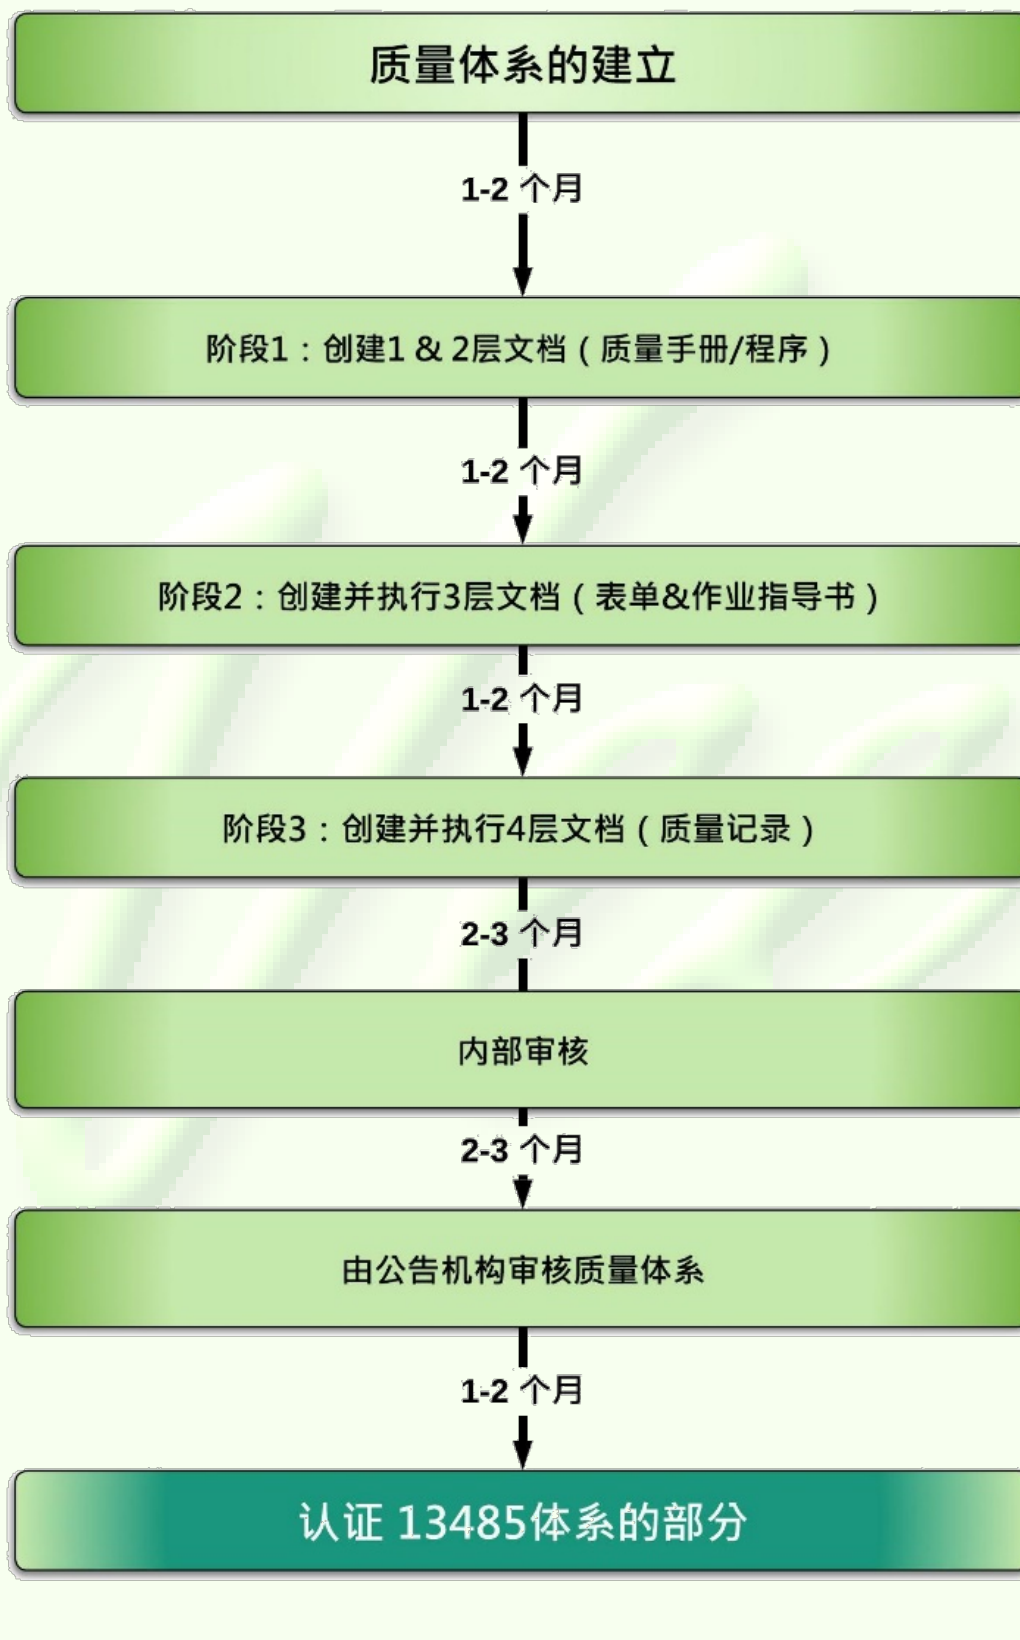 质量体系的建立
1-2 个月
阶段1：创建1 & 2层文档（质量手册/程序）
1-2 个月
阶段2：创建并执行3层文档（表单&作业指导书）
1-2 个月
阶段3：创建并执行4层文档（质量记录）
2-3 个月
内部审核
2-3 个月
由公告机构审核质量体系
1-2 个月
认证 13485体系的部分